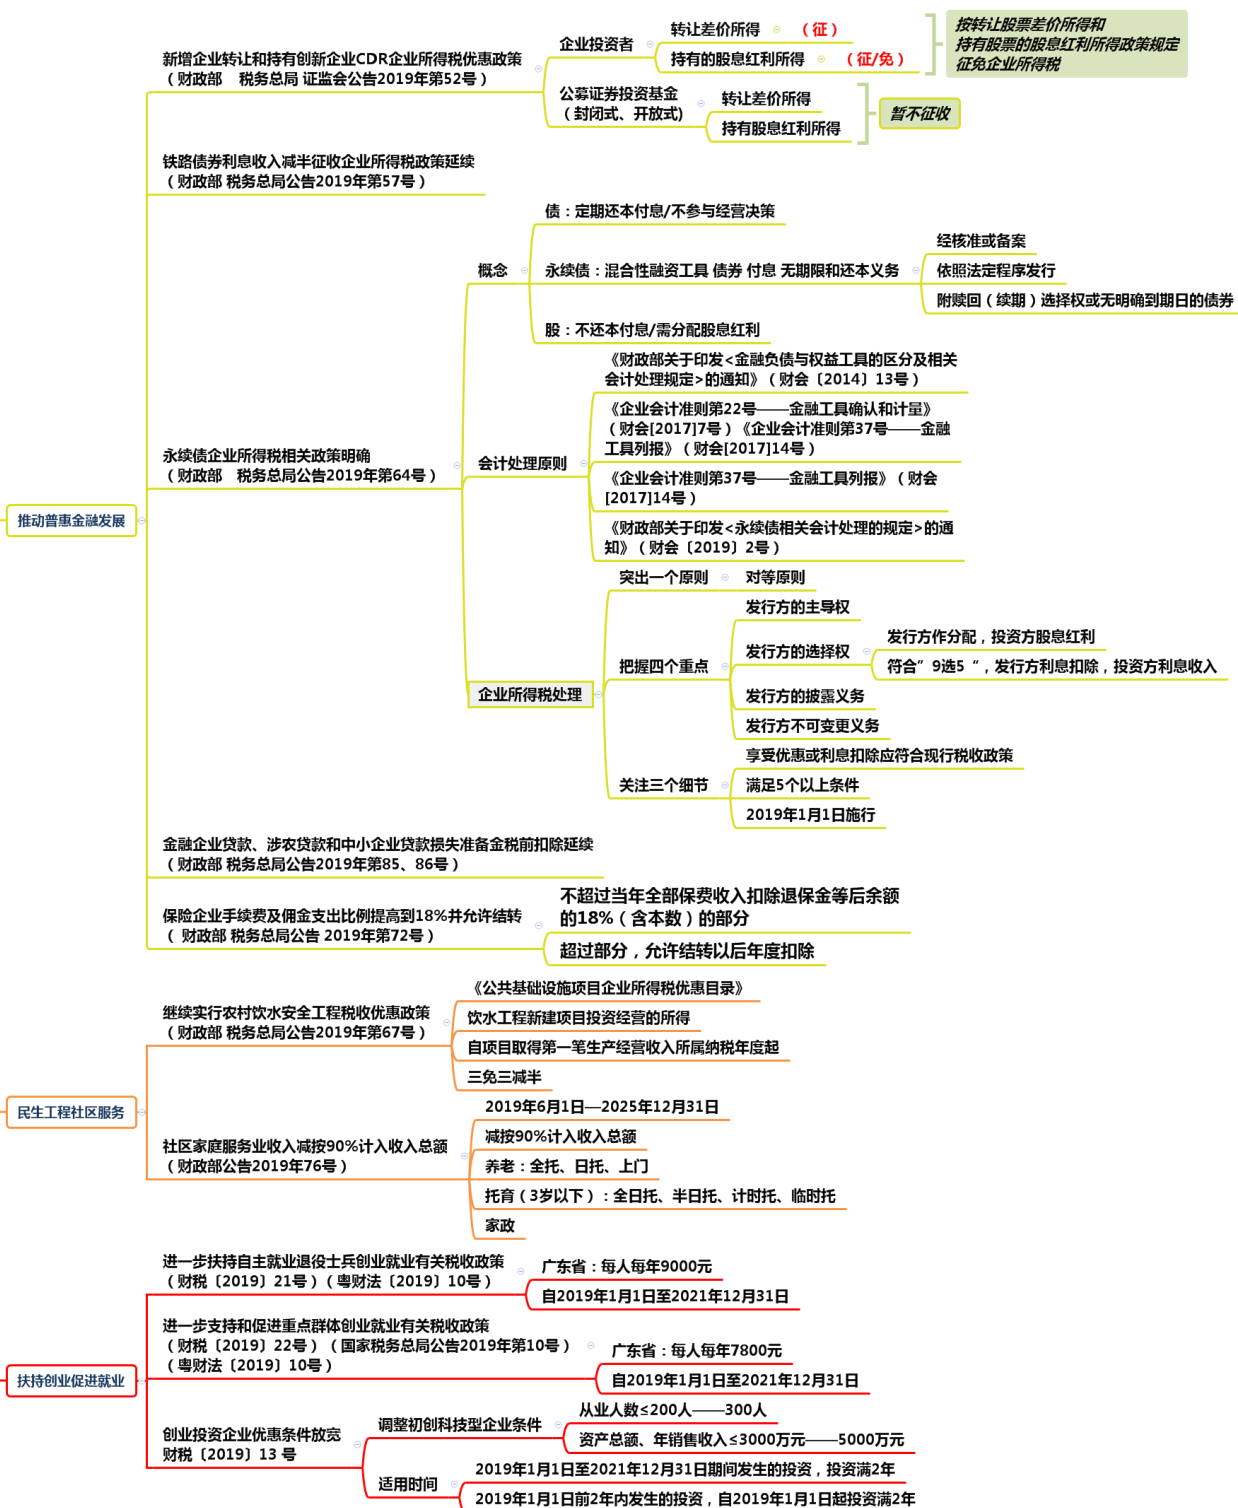 推动普惠金融发展
新增企业转让和持有创新企业CDR企业所得税优惠政策
（财政部　税务总局 证监会公告2019年第52号）
企业投资者
转让差价所得
（征）
持有的股息红利所得
（征/免）
按转让股票差价所得和
持有股票的股息红利所得政策规定
征免企业所得税
公募证券投资基金
（封闭式、开放式)
转让差价所得
持有股息红利所得
暂不征收
铁路债券利息收入减半征收企业所得税政策延续
（财政部 税务总局公告2019年第57号）
永续债企业所得税相关政策明确
（财政部　税务总局公告2019年第64号）
概念
债：定期还本付息/不参与经营决策
永续债：混合性融资工具 债券 付息 无期限和还本义务
经核准或备案
依照法定程序发行
附赎回（续期）选择权或无明确到期日的债券
股：不还本付息/需分配股息红利
会计处理原则
《财政部关于印发<金融负债与权益工具的区分及相关
会计处理规定>的通知》（财会〔2014〕13号）
《企业会计准则第22号——金融工具确认和计量》
（财会[2017]7号）《企业会计准则第37号——金融
工具列报》（财会[2017]14号）
《企业会计准则第37号——金融工具列报》（财会
[2017]14号）
《财政部关于印发<永续债相关会计处理的规定>的通
知》（财会〔2019〕2号）
企业所得税处理
突出一个原则
对等原则
把握四个重点
发行方的主导权
发行方的选择权
发行方作分配，投资方股息红利
符合”9选5“，发行方利息扣除，投资方利息收入
发行方的披露义务
发行方不可变更义务
关注三个细节
享受优惠或利息扣除应符合现行税收政策
满足5个以上条件
2019年1月1日施行
金融企业贷款、涉农贷款和中小企业贷款损失准备金税前扣除延续
（财政部 税务总局公告2019年第85、86号）
保险企业手续费及佣金支出比例提高到18%并允许结转
（ 财政部 税务总局公告 2019年第72号）
不超过当年全部保费收入扣除退保金等后余额
的18%（含本数）的部分
超过部分，允许结转以后年度扣除
民生工程社区服务
继续实行农村饮水安全工程税收优惠政策
（财政部 税务总局公告2019年第67号）
《公共基础设施项目企业所得税优惠目录》
饮水工程新建项目投资经营的所得
自项目取得第一笔生产经营收入所属纳税年度起
三免三减半
社区家庭服务业收入减按90%计入收入总额
（财政部公告2019年76号）
2019年6月1日—2025年12月31日
减按90%计入收入总额
养老：全托、日托、上门
托育（3岁以下）: 全日托、半日托、计时托、临时托
家政
扶持创业促进就业
进一步扶持自主就业退役士兵创业就业有关税收政策
（财税〔2019〕21号）（粤财法〔2019〕10号）
广东省：每人每年9000元
自2019年1月1日至2021年12月31日
进一步支持和促进重点群体创业就业有关税收政策
（财税〔2019〕22号）（国家税务总局公告2019年第10号）
（粤财法〔2019〕10号）
广东省：每人每年7800元
自2019年1月1日至2021年12月31日
创业投资企业优惠条件放宽
财税〔2019〕13 号
调整初创科技型企业条件
从业人数≤200人——300人
资产总额、年销售收入≤3000万元——5000万元
适用时间
2019年1月1日至2021年12月31日期间发生的投资，投资满2年
2019年1月1日前2年内发生的投资，自2019年1月1日起投资满2年